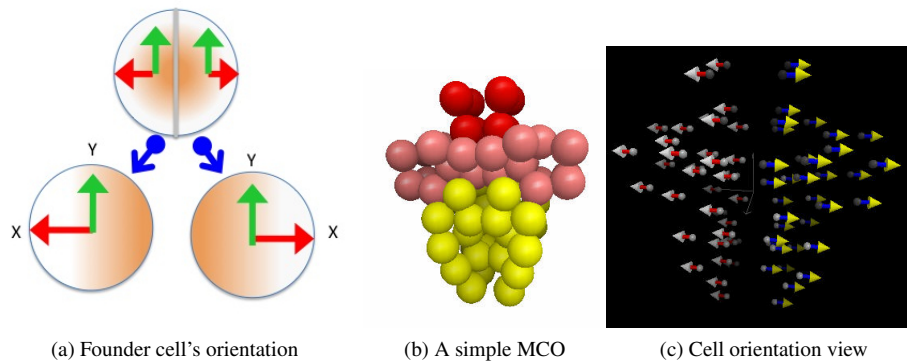 Y
Y
X
X
(a) Founder cell's orientation
(b) A simple MCO
(c) Cell orientation view